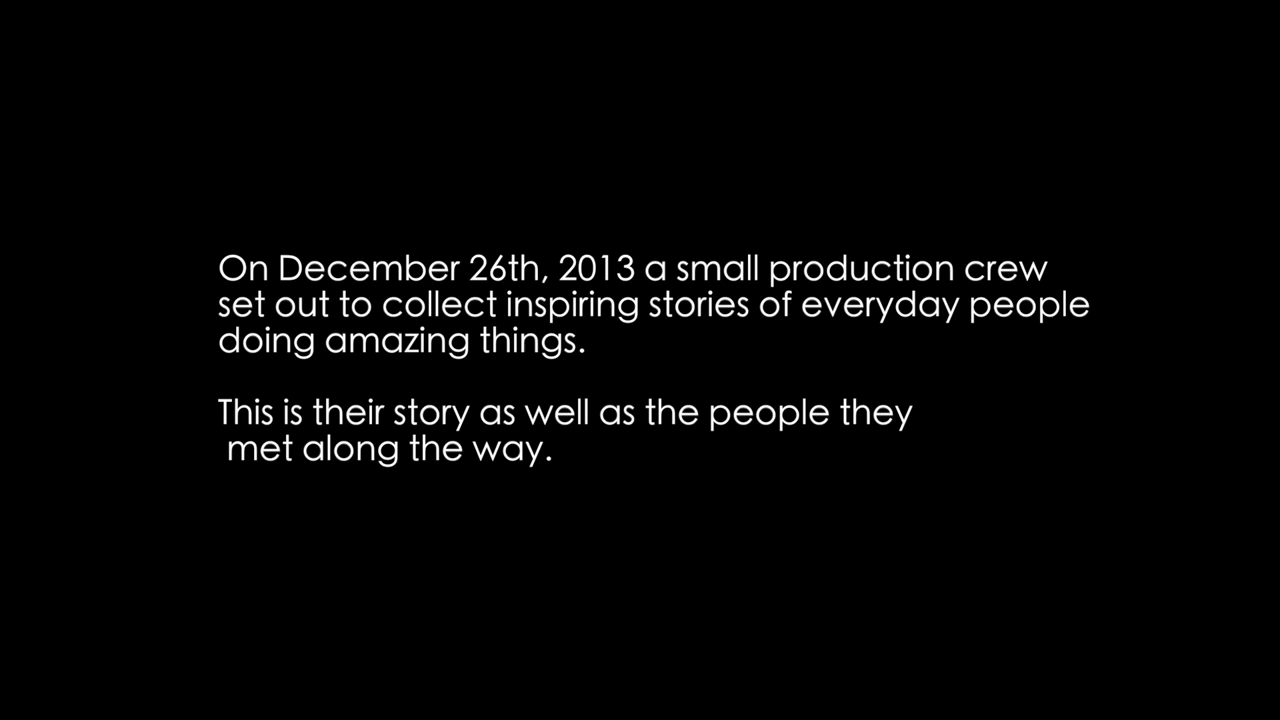 On December 26th, 2013 a small production crew
set out to collect inspiring stories of everyday people
doing amazing things.
This is their story as well as the people they
met along the way.